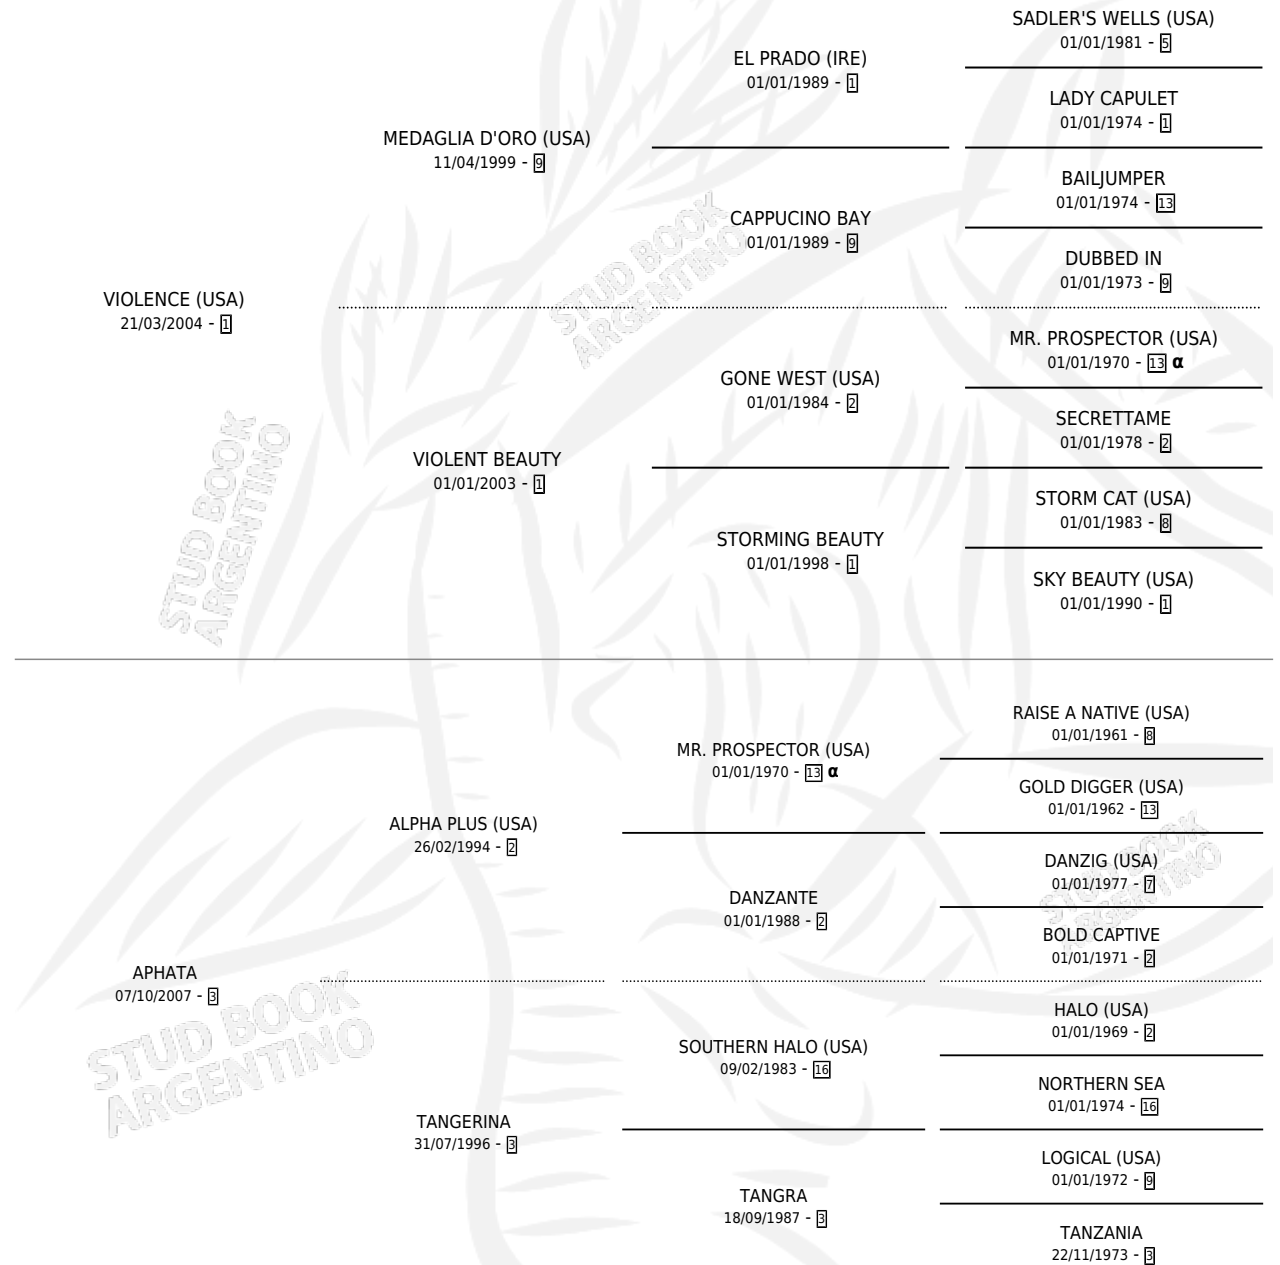 SADLER'S WELLS (USA)
01/01/1981 - 5
EL PRADO (IRE)
01/01/1989 - 1
LADY CAPULET
01/01/1974 - 1
MEDAGLIA D'ORO (USA)
11/04/1999 - 9
BAILJUMPER
01/01/1974 - 13
CAPPUCINO BAY
01/01/1989 - 9
DUBBED IN
01/01/1973 - 9
VIOLENCE (USA)
21/03/2004 - 1
MR. PROSPECTOR (USA)
01/01/1970 - 13 α
GONE WEST (USA)
01/01/1984 - 2
SECRETTAME
01/01/1978 - 2
VIOLENT BEAUTY
01/01/2003 - 1
STORM CAT (USA)
01/01/1983 - 8
STORMING BEAUTY
01/01/1998 - 1
SKY BEAUTY (USA)
01/01/1990 - 1
RAISE A NATIVE (USA)
01/01/1961 - 8
MR. PROSPECTOR (USA)
01/01/1970 - 13 α
GOLD DIGGER (USA)
01/01/1962 - 13
ALPHA PLUS (USA)
26/02/1994 - 2
DANZIG (USA)
01/01/1977 - 7
DANZANTE
01/01/1988 - 2
BOLD CAPTIVE
01/01/1971 - 2
APHATA
07/10/2007 - 3
HALO (USA)
01/01/1969 - 2
SOUTHERN HALO (USA)
09/02/1983 - 16
NORTHERN SEA
01/01/1974 - 16
TANGERINA
31/07/1996 - 3
LOGICAL (USA)
01/01/1972 - 9
TANGRA
18/09/1987 - 3
TANZANIA
22/11/1973 - 3
STUD BOOK
ARGENTINO
STUD BOOK
ARGENTINO
STUD BOOK
ARGENTINO
STUD BOOK
ARGENTINO